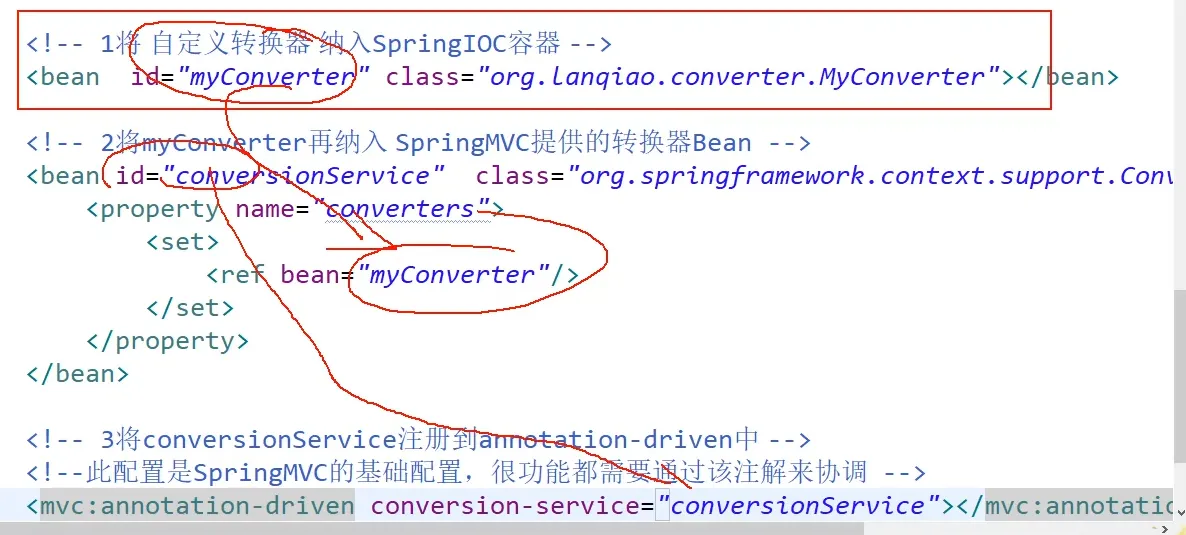 <!-- 1将 自定义转换器 纳入SpringIOC容器 -->
<bean  id="myConverter" class="org.lanqiao.converter.MyConverter"></bean>
<!-- 2将myConverter再纳入 SpringMVC提供的转换器Bean -->
<bean id="conversionService"  class="org.springframework.context.support.Conv
<property name="converters">
<set>
<ref bean="myConverter"/>
</set>
</property>
</bean>
<!-- 3将conversionService注册到annotation-driven中 -->
<!--此配置是SpringMVC的基础配置，很功能都需要通过该注解来协调 -->
<mvc:annotation-driven conversion-service="conversionService"></mvc:annotatio